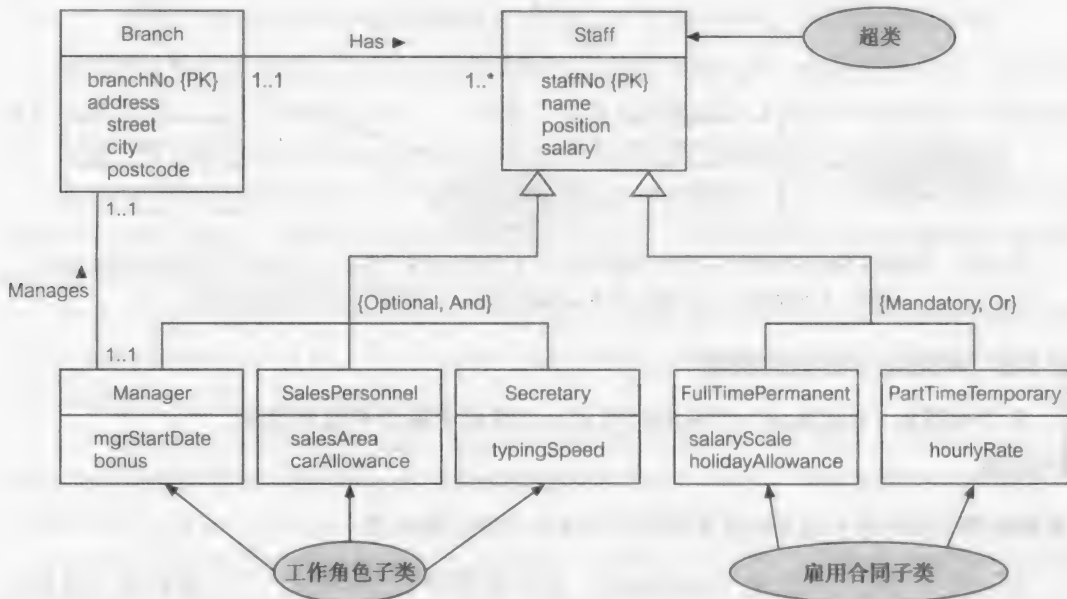 Branch
Has ►
Staff
超类
branchNo {PK}
address
street
city
postcode
1..1
1..*
staffNo {PK}
name
position
salary
1..1
▲
Manages
{Optional, And}
{Mandatory, Or}
1..1
Manager
SalesPersonnel
Secretary
FullTimePermanent
PartTimeTemporary
mgrStartDate
bonus
salesArea
carAllowance
typingSpeed
salaryScale
holidayAllowance
hourlyRate
工作角色子类
雇用合同子类